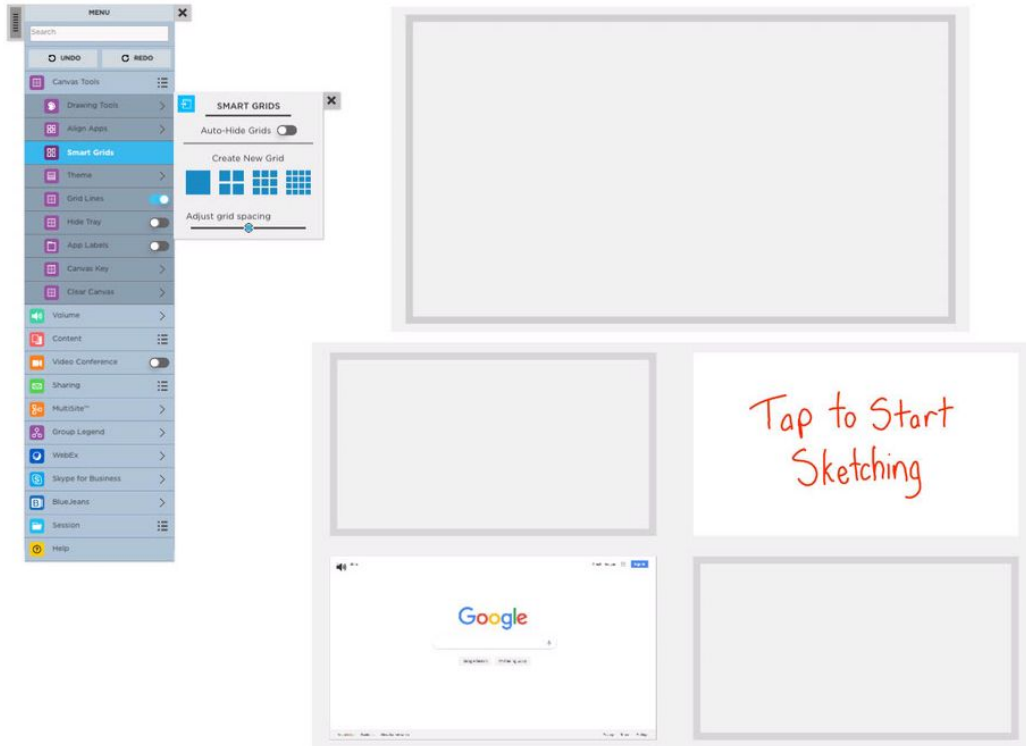 MENU
Search
UNDO
REDO
Canvas Tools
Drawing Tools
Align Apps
Smart Grids
Theme
Grid Lines
Hide Tray
App Labels
Canvas Key
Clear Canvas
Volume
Content
Video Conference
Sharing
MultiSite™
Group Legend
WebEx
Skype for Business
BlueJeans
Session
Help
SMART GRIDS
Auto-Hide Grids
Create New Grid
Adjust grid spacing
Tap to Start
Sketching
Google